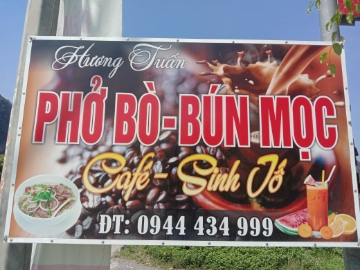 Hương Tuấn
PHỞ BÒ-BÚN MỌC
Cafe - Sinh Tố
ĐT: 0944 434 999